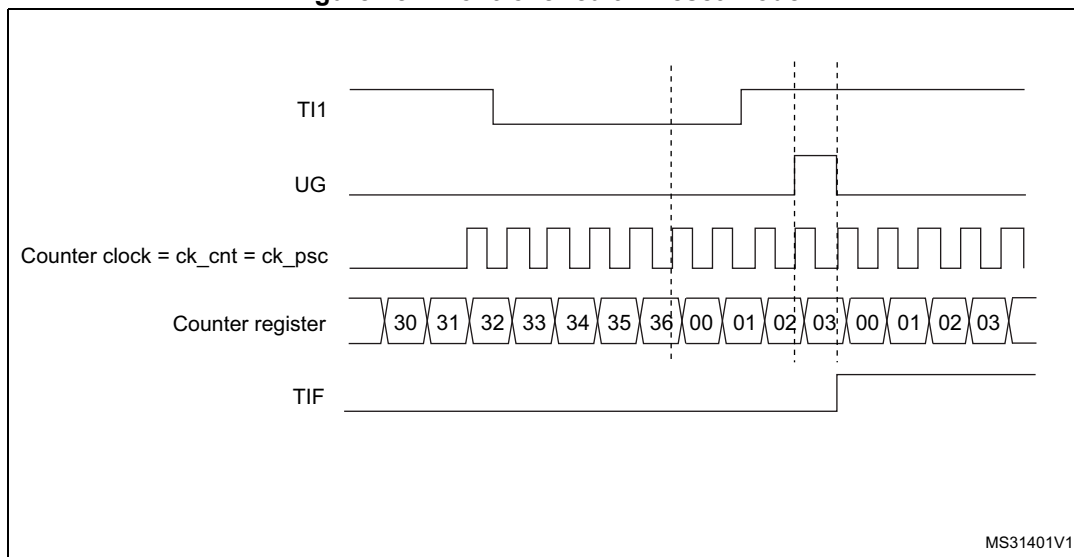 TI1
UG
Counter clock = ck_cnt = ck_psc
Counter register 30 31 32 33 34 35 36 00 01 02 03 00 01 02 03
TIF
MS31401V1